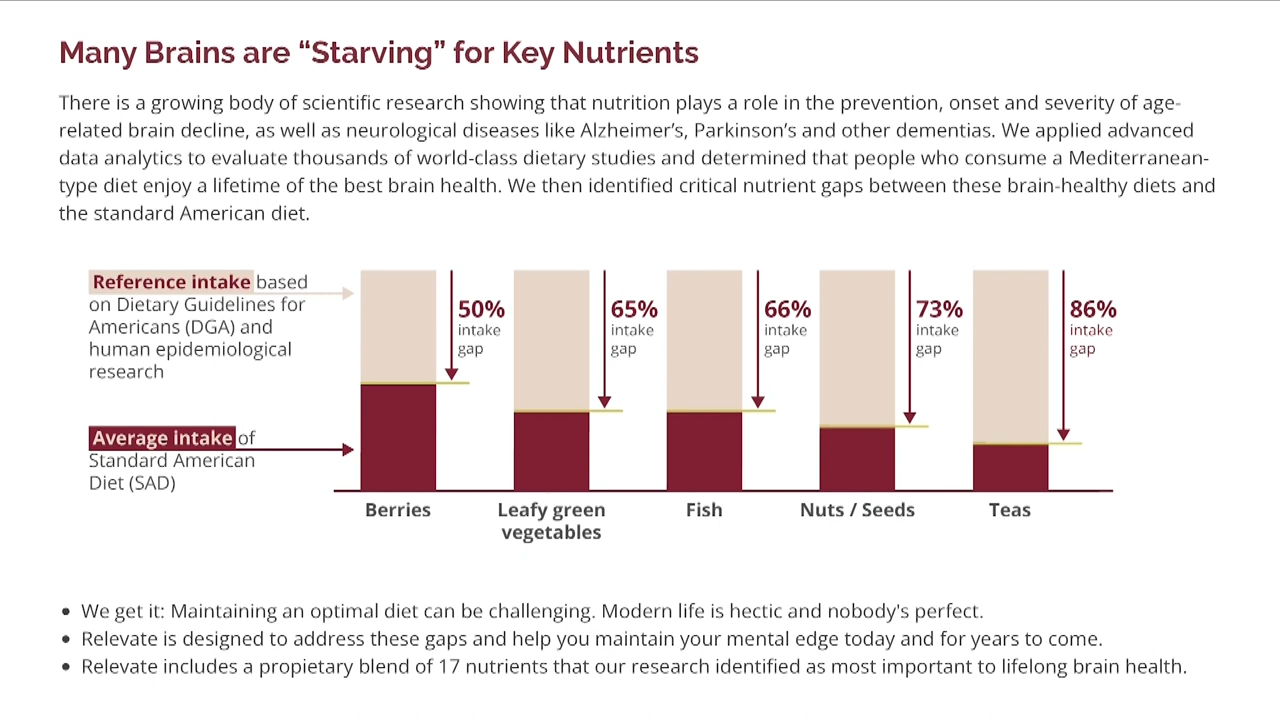 Many Brains are “Starving” for Key Nutrients
There is a growing body of scientific research showing that nutrition plays a role in the prevention, onset and severity of age-
related brain decline, as well as neurological diseases like Alzheimer’s, Parkinson’s and other dementias. We applied advanced
data analytics to evaluate thousands of world-class dietary studies and determined that people who consume a Mediterranean-
type diet enjoy a lifetime of the best brain health. We then identified critical nutrient gaps between these brain-healthy diets and
the standard American diet.
Reference intake based
on Dietary Guidelines for
Americans (DGA) and
human epidemiological
research
Average intake of
Standard American
Diet (SAD)
50%
intake
gap
65%
intake
gap
66%
intake
gap
73%
intake
gap
86%
intake
gap
Berries
Leafy green
vegetables
Fish
Nuts / Seeds
Teas
• We get it: Maintaining an optimal diet can be challenging. Modern life is hectic and nobody's perfect.
• Relevate is designed to address these gaps and help you maintain your mental edge today and for years to come.
• Relevate includes a propietary blend of 17 nutrients that our research identified as most important to lifelong brain health.